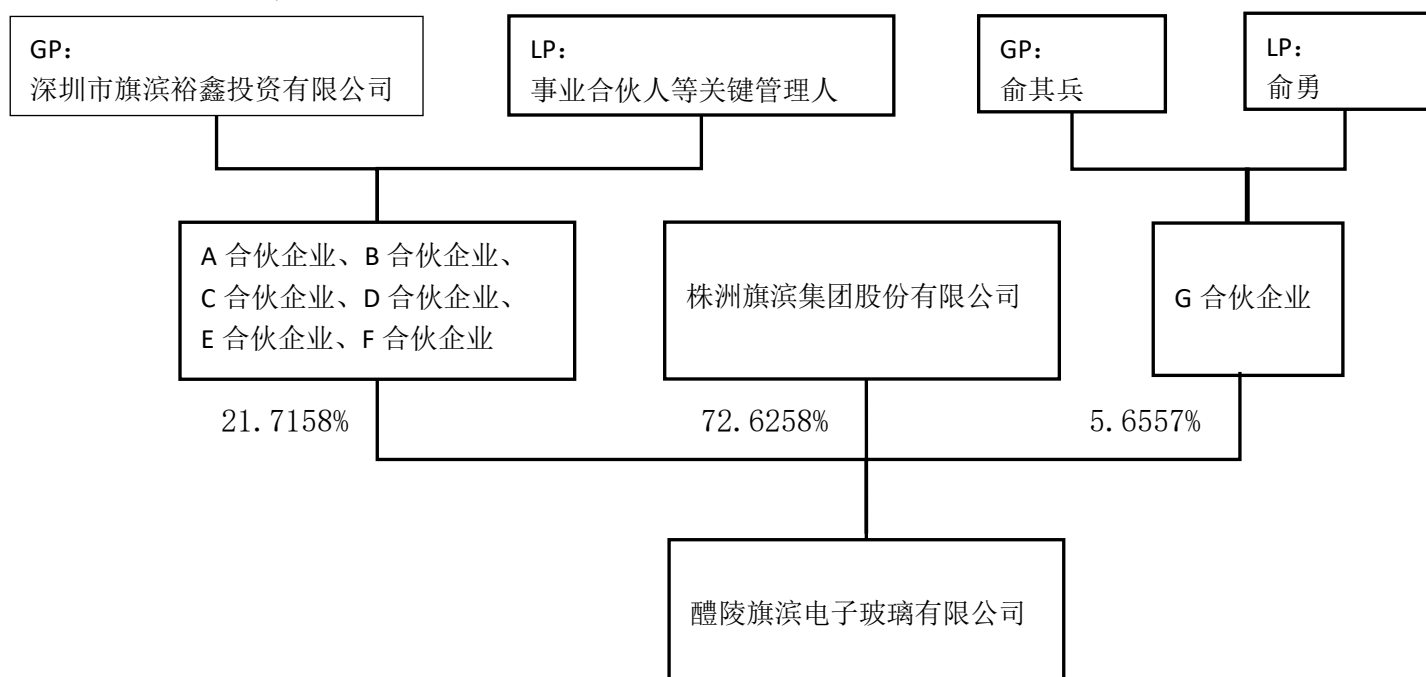 GP：
深圳市旗滨裕鑫投资有限公司
LP：
事业合伙人等关键管理人
GP：
俞其兵
LP：
俞勇
A 合伙企业、B 合伙企业、
C 合伙企业、D 合伙企业、
E 合伙企业、F 合伙企业
株洲旗滨集团股份有限公司
G 合伙企业
21.7158%
72.6258%
5.6557%
醴陵旗滨电子玻璃有限公司